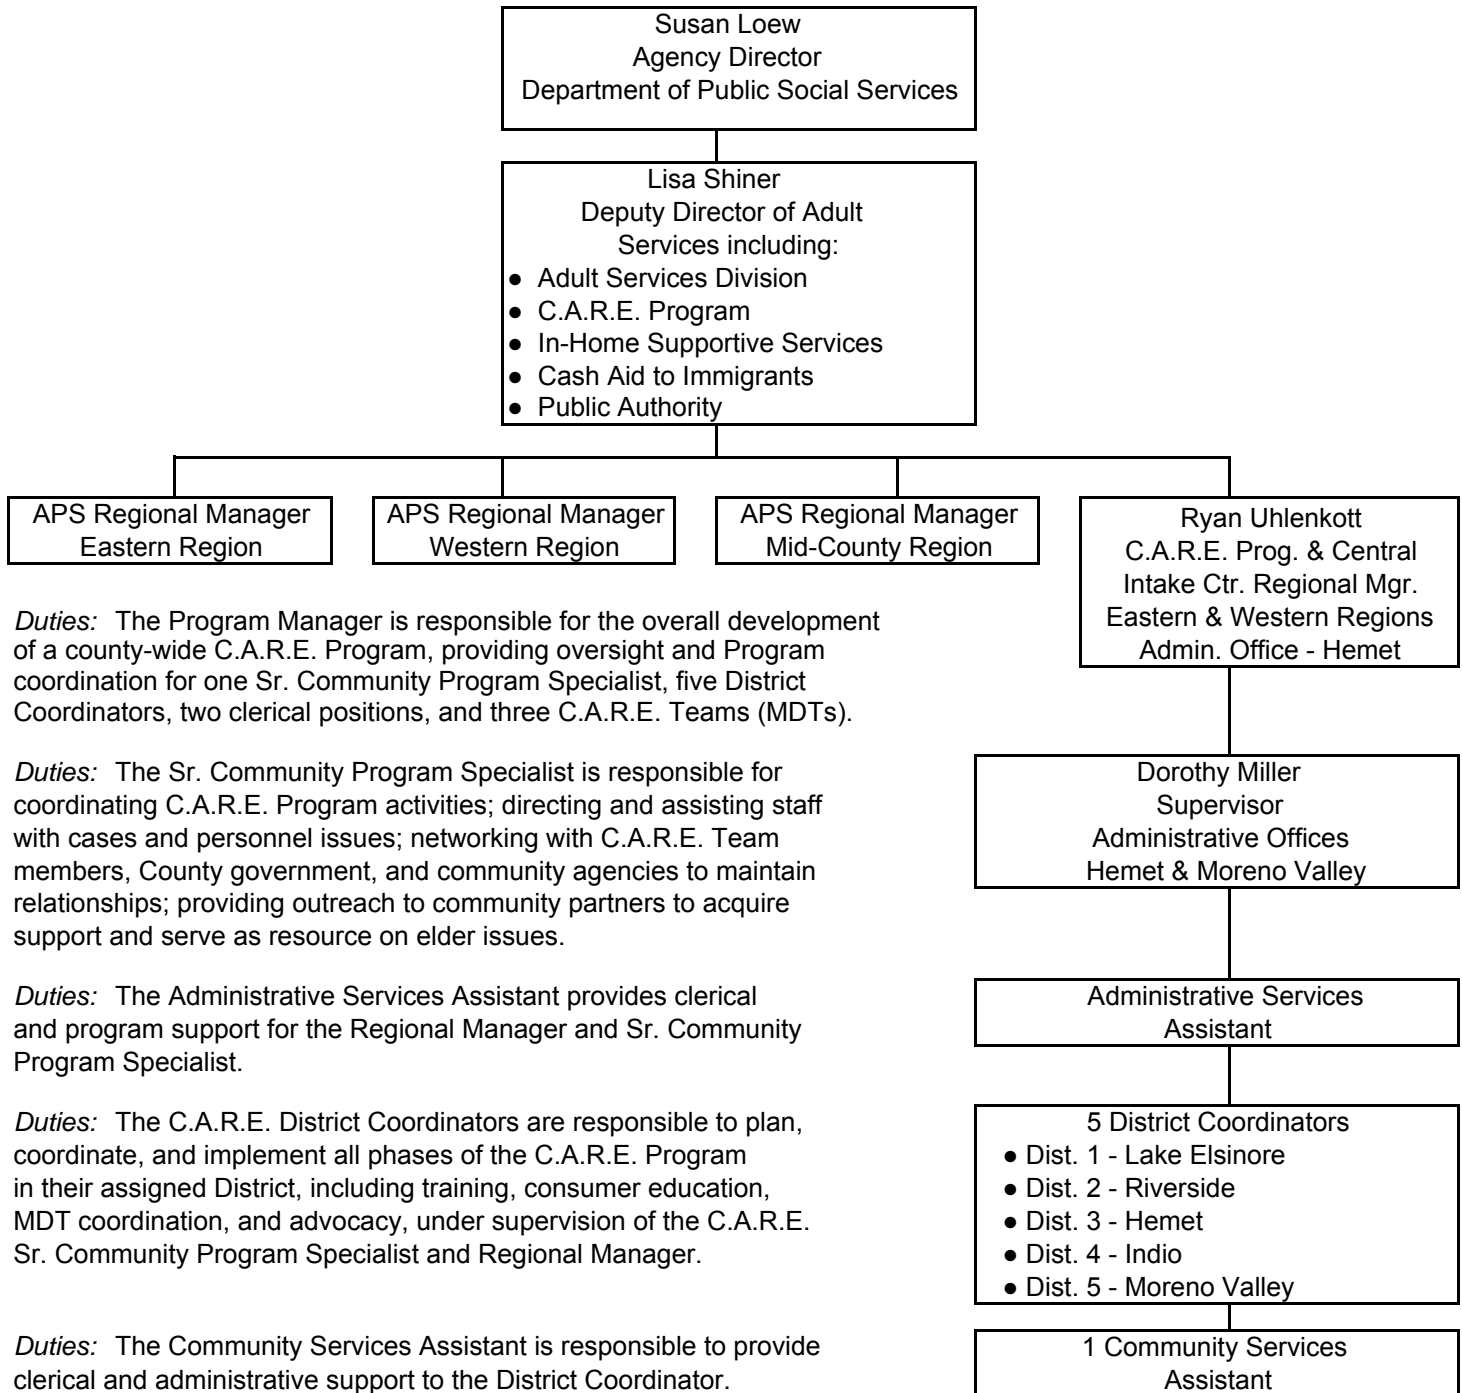 Susan Loew
Agency Director
Department of Public Social Services
Lisa Shiner
Deputy Director of Adult
Services including:
● Adult Services Division
● C.A.R.E. Program
● In-Home Supportive Services
● Cash Aid to Immigrants
● Public Authority
APS Regional Manager
Eastern Region
APS Regional Manager
Western Region
APS Regional Manager
Mid-County Region
Ryan Uhlenkott
C.A.R.E. Prog. & Central
Intake Ctr. Regional Mgr.
Eastern & Western Regions
Admin. Office - Hemet
Duties: The Program Manager is responsible for the overall development
of a county-wide C.A.R.E. Program, providing oversight and Program
coordination for one Sr. Community Program Specialist, five District
Coordinators, two clerical positions, and three C.A.R.E. Teams (MDTs).
Duties: The Sr. Community Program Specialist is responsible for
coordinating C.A.R.E. Program activities; directing and assisting staff
with cases and personnel issues; networking with C.A.R.E. Team
members, County government, and community agencies to maintain
relationships; providing outreach to community partners to acquire
support and serve as resource on elder issues.
Dorothy Miller
Supervisor
Administrative Offices
Hemet & Moreno Valley
Duties: The Administrative Services Assistant provides clerical
and program support for the Regional Manager and Sr. Community
Program Specialist.
Administrative Services
Assistant
Duties: The C.A.R.E. District Coordinators are responsible to plan,
coordinate, and implement all phases of the C.A.R.E. Program
in their assigned District, including training, consumer education,
MDT coordination, and advocacy, under supervision of the C.A.R.E.
Sr. Community Program Specialist and Regional Manager.
5 District Coordinators
● Dist. 1 - Lake Elsinore
● Dist. 2 - Riverside
● Dist. 3 - Hemet
● Dist. 4 - Indio
● Dist. 5 - Moreno Valley
Duties: The Community Services Assistant is responsible to provide
clerical and administrative support to the District Coordinator.
1 Community Services
Assistant